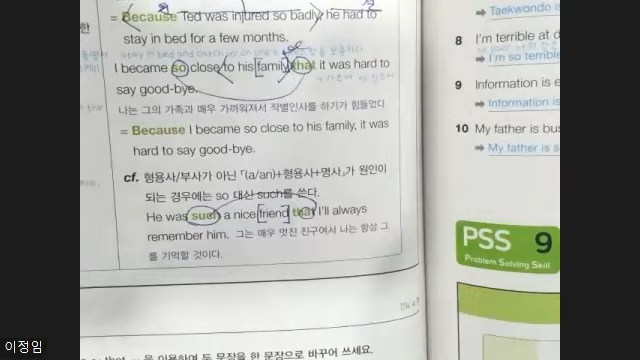 = Because Ted was injured so badly, he had to
stay in bed for a few months.
I became so close to his family that it was hard to
say good-bye.
나는 그의 가족과 매우 가까워져서 작별인사를 하기가 힘들었다.
= Because I became so close to his family, it was
hard to say good-bye.
cf. 형용사/부사가 아닌 「(a/an)+형용사+명사」가 원인이
되는 경우에는 so 대신 such를 쓴다.
He was such a nice friend that I'll always
remember him. 그는 매우 멋진 친구여서 나는 항상 그
를 기억할 것이다.
을 이용하여 두 문장을 한 문장으로 바꾸어 쓰세요.
➡ Taekwondo is
8 I'm terrible at d
➡ I'm so terrible
9 Information is e
➡ Information is
10 My father is bus
➡ My father is s
PSS 9
Problem Solving Skill
이정임